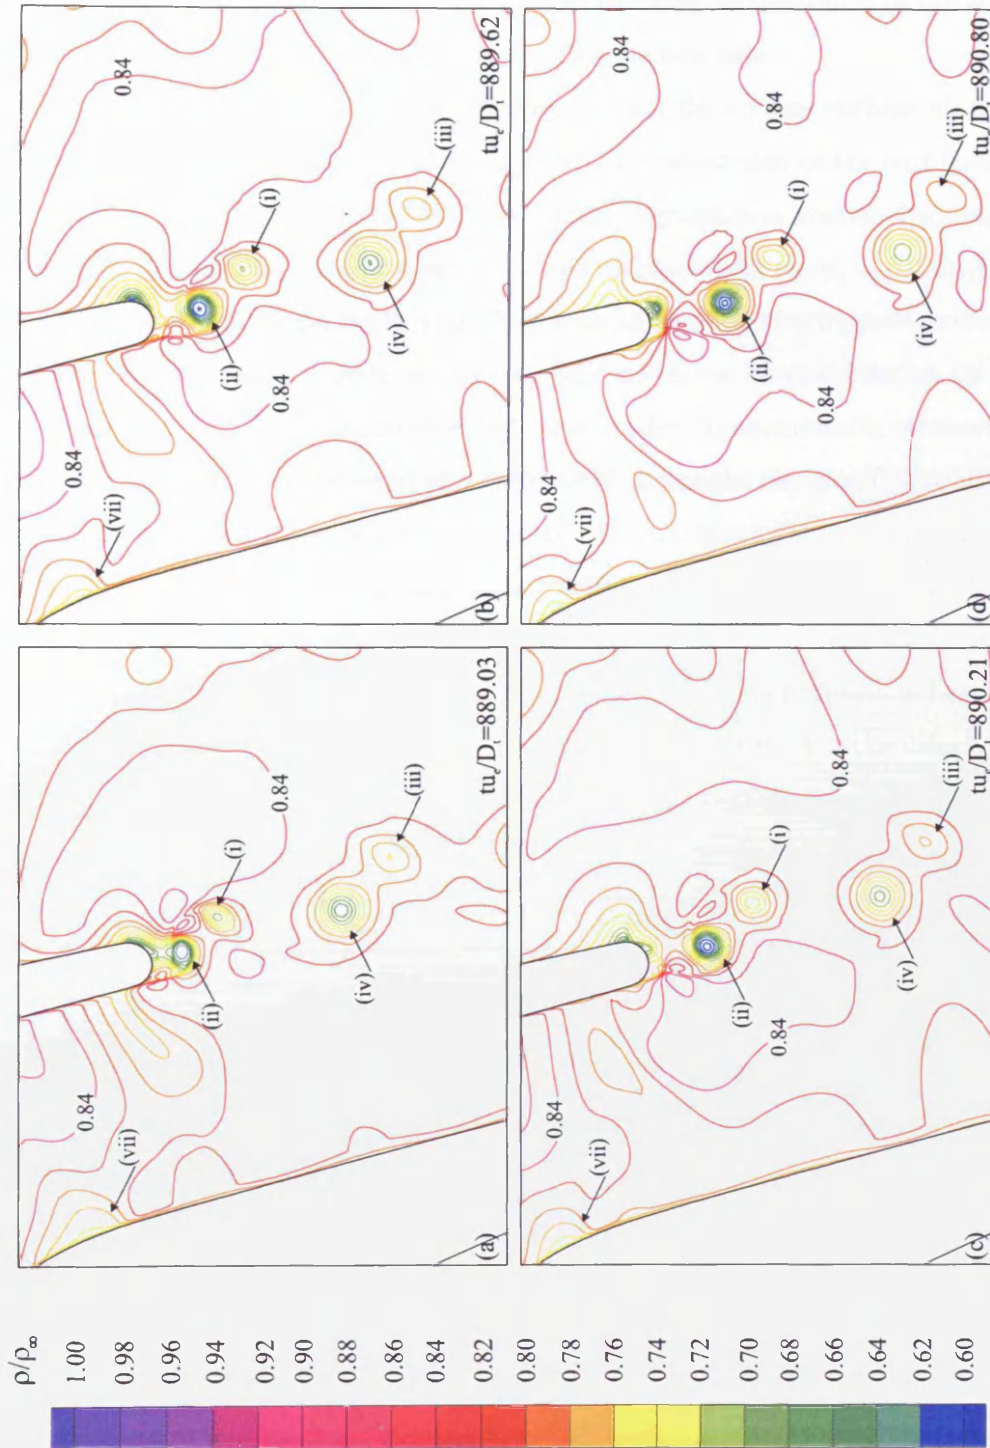 ρ/ρ∞
1.00
0.98
0.96
0.94
0.92
0.90
0.88
0.86
0.84
0.82
0.80
0.78
0.76
0.74
0.72
0.70
0.68
0.66
0.64
0.62
0.60
(a)
(vii)
0.84
(ii)
(iv)
(i)
0.84
(iii)
tuₑ/Dₜ=889.03
(b)
(vii)
0.84
(ii)
0.84
(iv)
(i)
(iii)
0.84
tuₑ/Dₜ=889.62
(c)
(vii)
0.84
0.84
(ii)
(iv)
(i)
0.84
(iii)
tuₑ/Dₜ=890.21
(d)
(vii)
0.84
0.84
(ii)
(iv)
(i)
0.84
0.84
(iii)
tuₑ/Dₜ=890.80